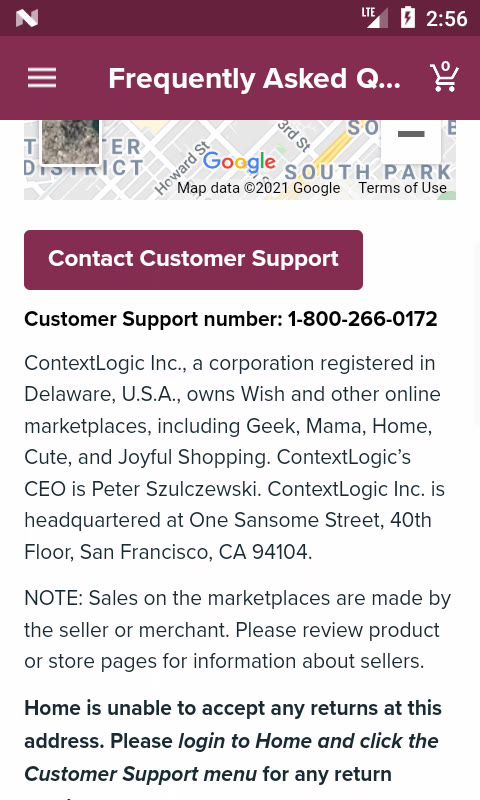 LTE 2:56
Frequently Asked Q... 0
3rd St
SO
TER
DISTRICT
Howard St
Google
SOUTH PARK
Map data ©2021 Google Terms of Use
Contact Customer Support
Customer Support number: 1-800-266-0172
ContextLogic Inc., a corporation registered in
Delaware, U.S.A., owns Wish and other online
marketplaces, including Geek, Mama, Home,
Cute, and Joyful Shopping. ContextLogic’s
CEO is Peter Szulczewski. ContextLogic Inc. is
headquartered at One Sansome Street, 40th
Floor, San Francisco, CA 94104.
NOTE: Sales on the marketplaces are made by
the seller or merchant. Please review product
or store pages for information about sellers.
Home is unable to accept any returns at this
address. Please login to Home and click the
Customer Support menu for any return